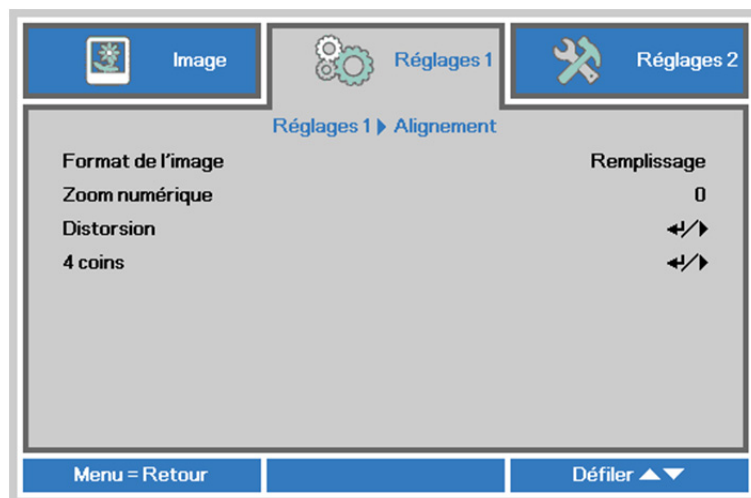 Image
Réglages 1
Réglages 2
Réglages 1 ▶ Alignement
Format de l'image Remplissage
Zoom numérique 0
Distorsion ↵/▶
4 coins ↵/▶
Menu = Retour
Défiler ▲▼